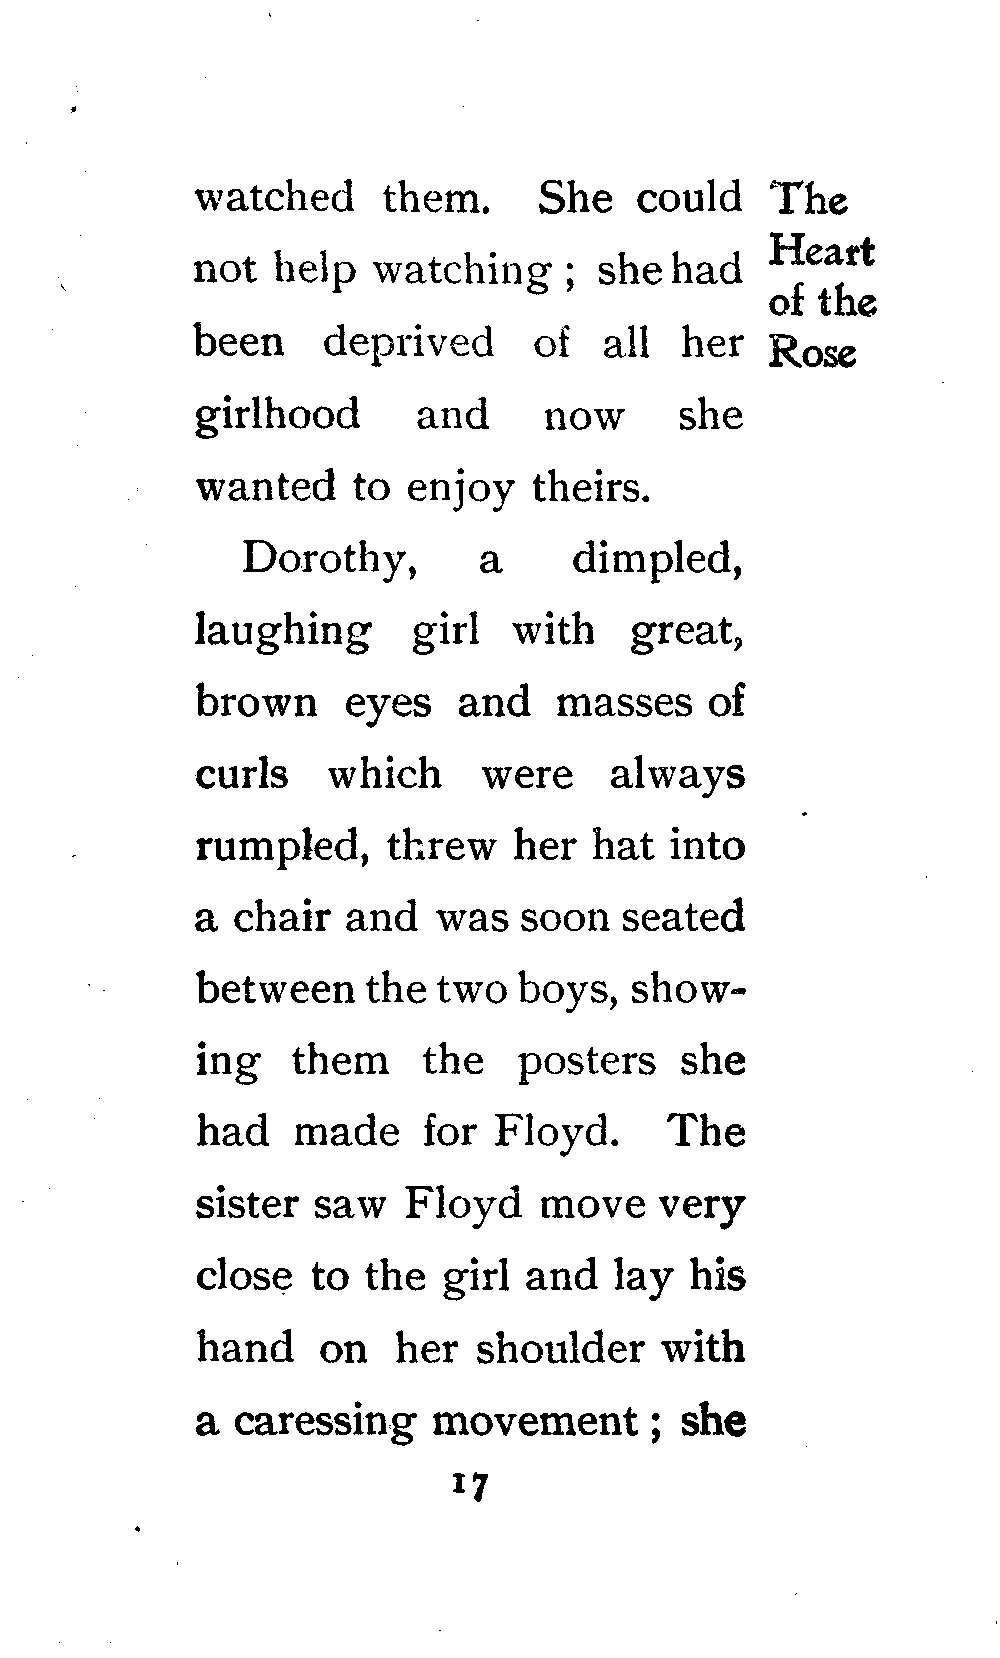 The
Heart
of the
Rose
watched them. She could
not help watching ; she had
been deprived of all her
girlhood and now she
wanted to enjoy theirs.
Dorothy, a dimpled,
laughing girl with great,
brown eyes and masses of
curls which were always
rumpled, threw her hat into
a chair and was soon seated
between the two boys, show-
ing them the posters she
had made for Floyd. The
sister saw Floyd move very
close to the girl and lay his
hand on her shoulder with
a caressing movement ; she
17